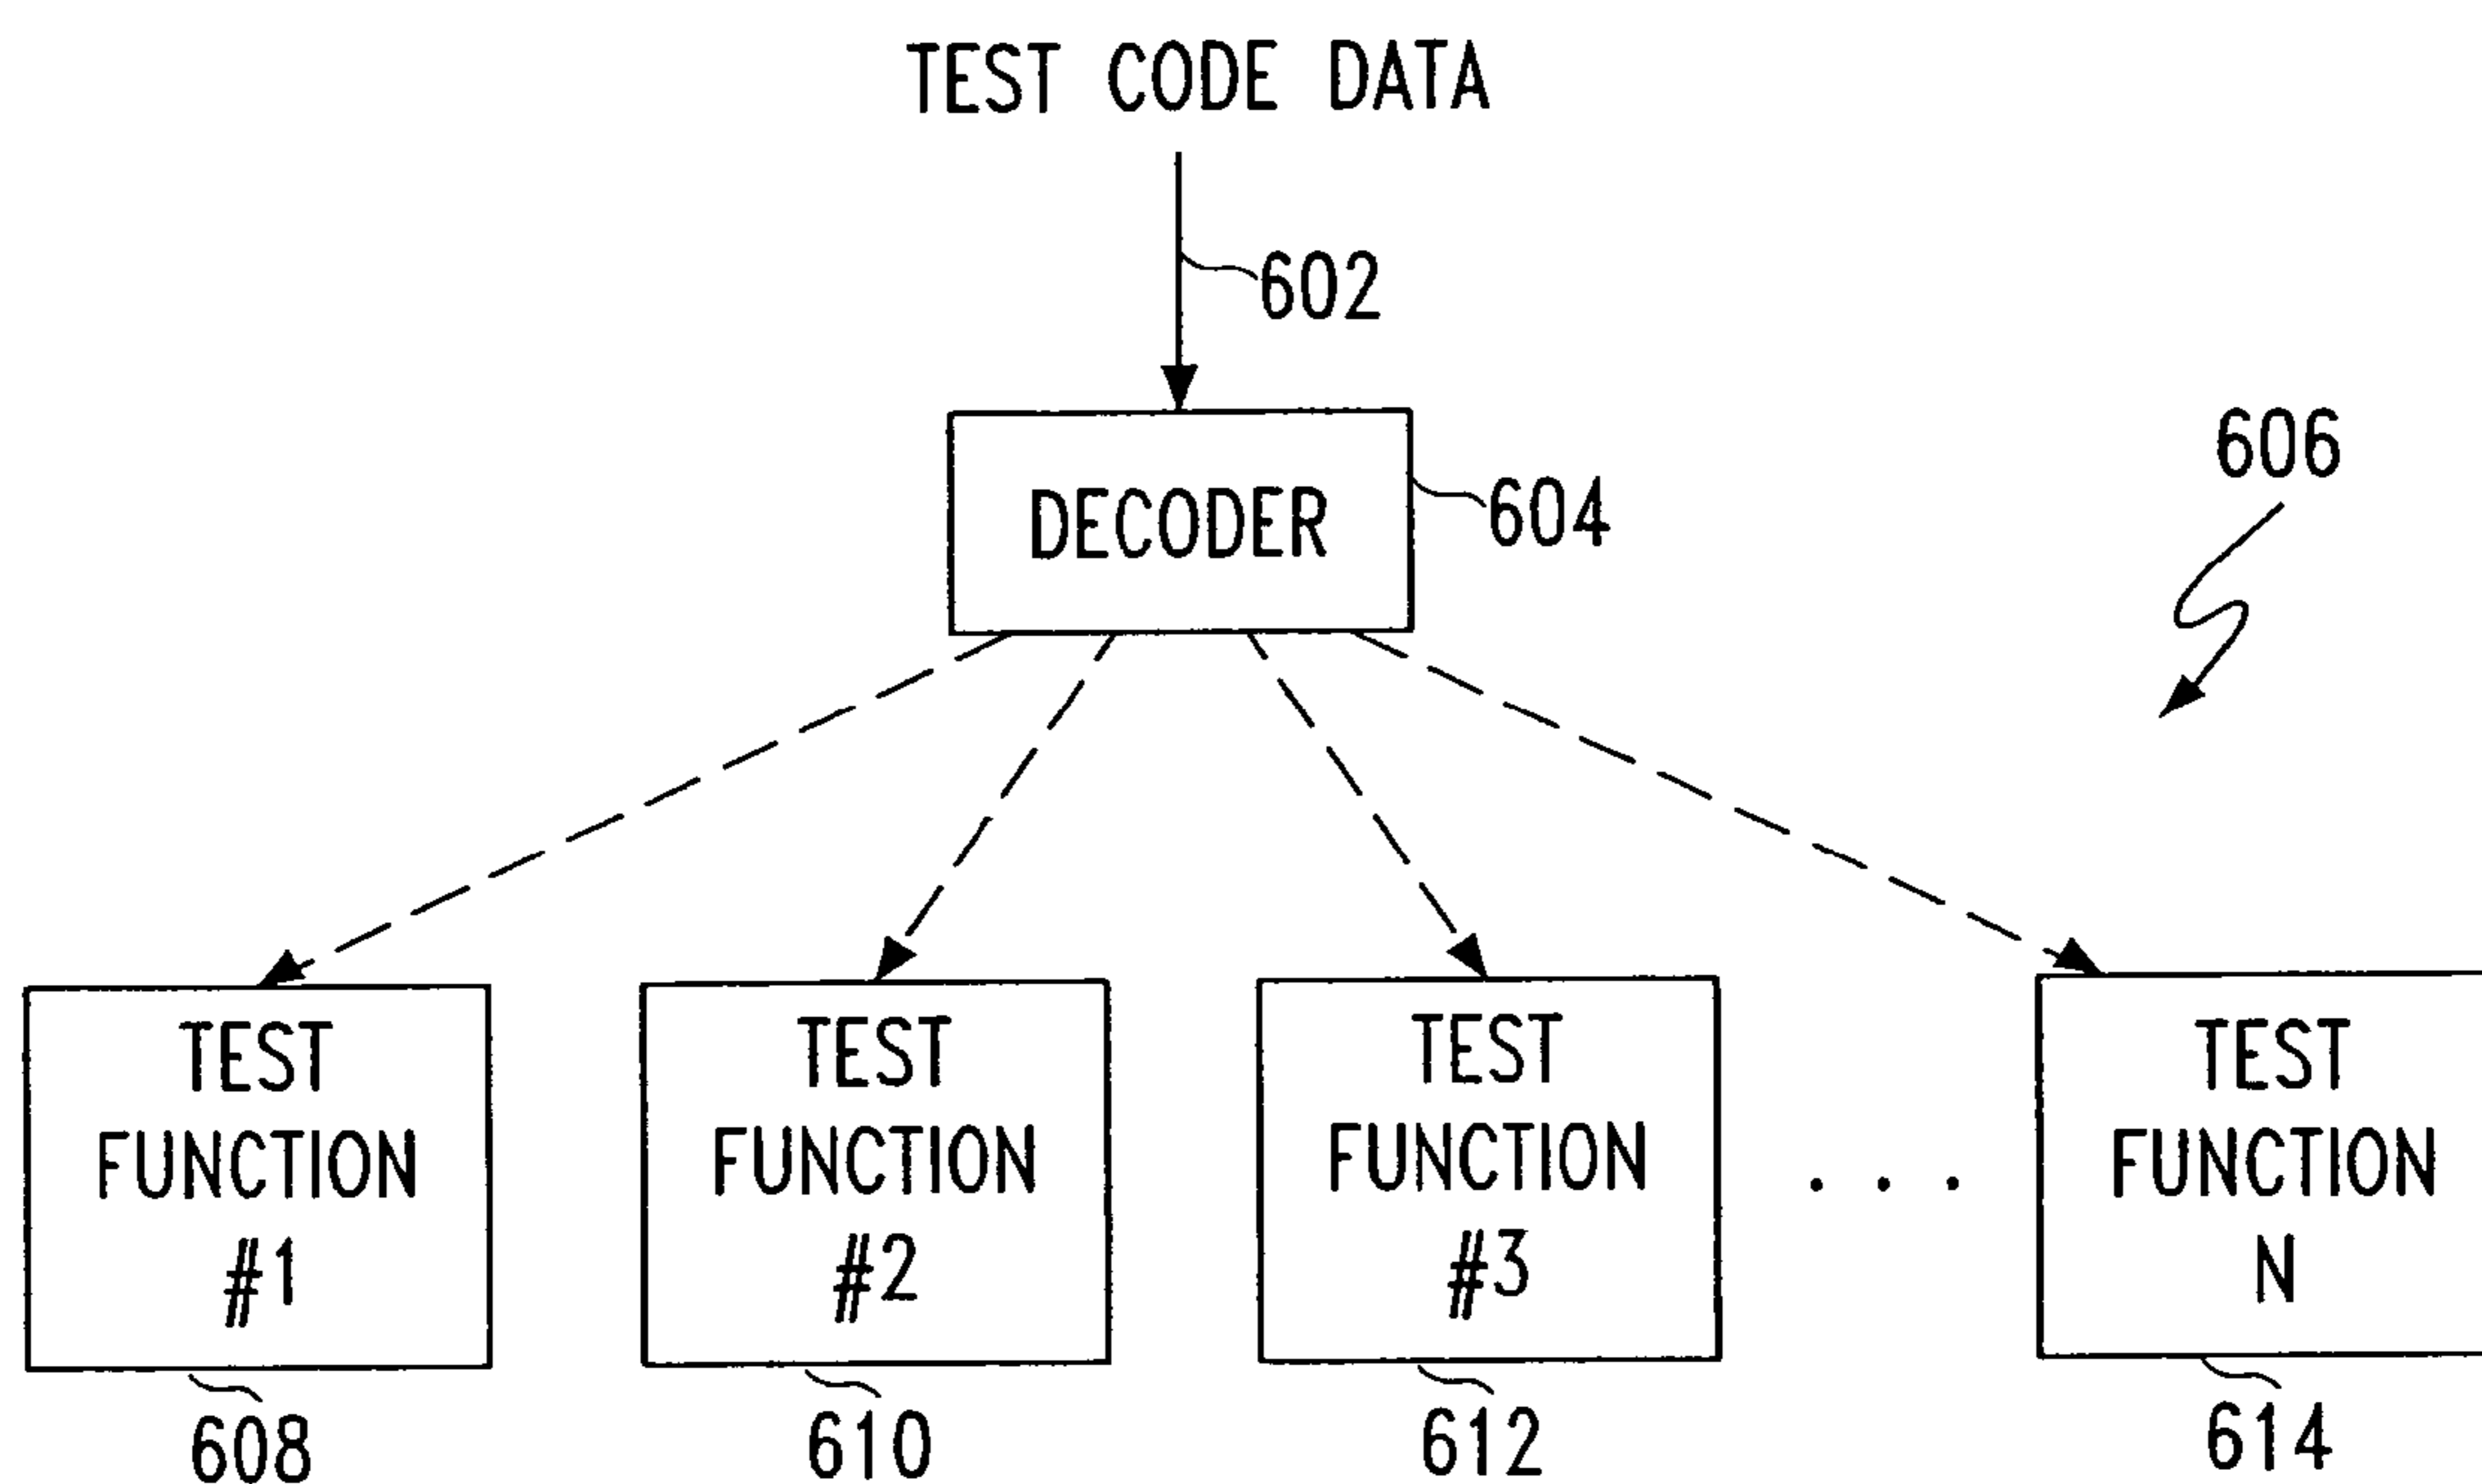 TEST CODE DATA
602
DECODER
604
606
TEST
FUNCTION
#1
TEST
FUNCTION
#2
TEST
FUNCTION
#3
. . .
TEST
FUNCTION
N
608
610
612
614